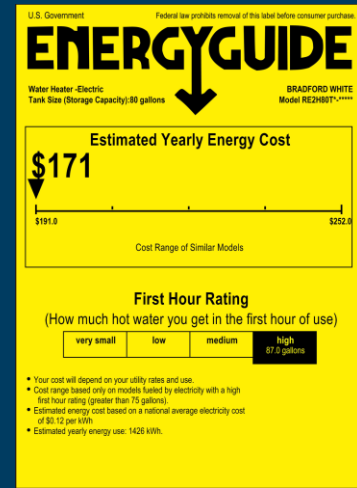 U.S. Government Federal law prohibits removal of this label before consumer purchase.
ENERGYGUIDE
Water Heater -Electric BRADFORD WHITE
Tank Size (Storage Capacity):80 gallons Model RE2H80T*-*****
Estimated Yearly Energy Cost
$171
$191.0 $252.0
Cost Range of Similar Models
First Hour Rating
(How much hot water you get in the first hour of use)
very small low medium high
87.0 gallons
• Your cost will depend on your utility rates and use.
• Cost range based only on models fueled by electricity with a high
first hour rating (greater than 75 gallons).
• Estimated energy cost based on a national average electricity cost
of $0.12 per kWh
• Estimated yearly energy use: 1426 kWh.